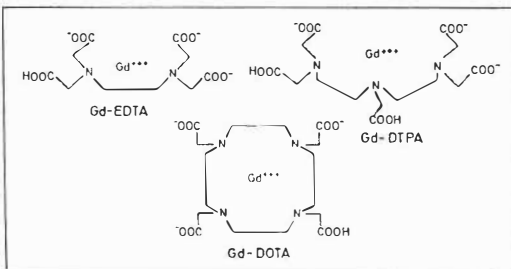 ⁻OOC COO⁻
Gd⁺⁺⁺
N N
HOOC COO⁻
Gd-EDTA
⁻OOC COO⁻
Gd⁺⁺⁺
N N
HOOC COO⁻
N
COOH
Gd-DTPA
⁻OOC COO⁻
N N
Gd⁺⁺⁺
N N
⁻OOC COOH
Gd-DOTA